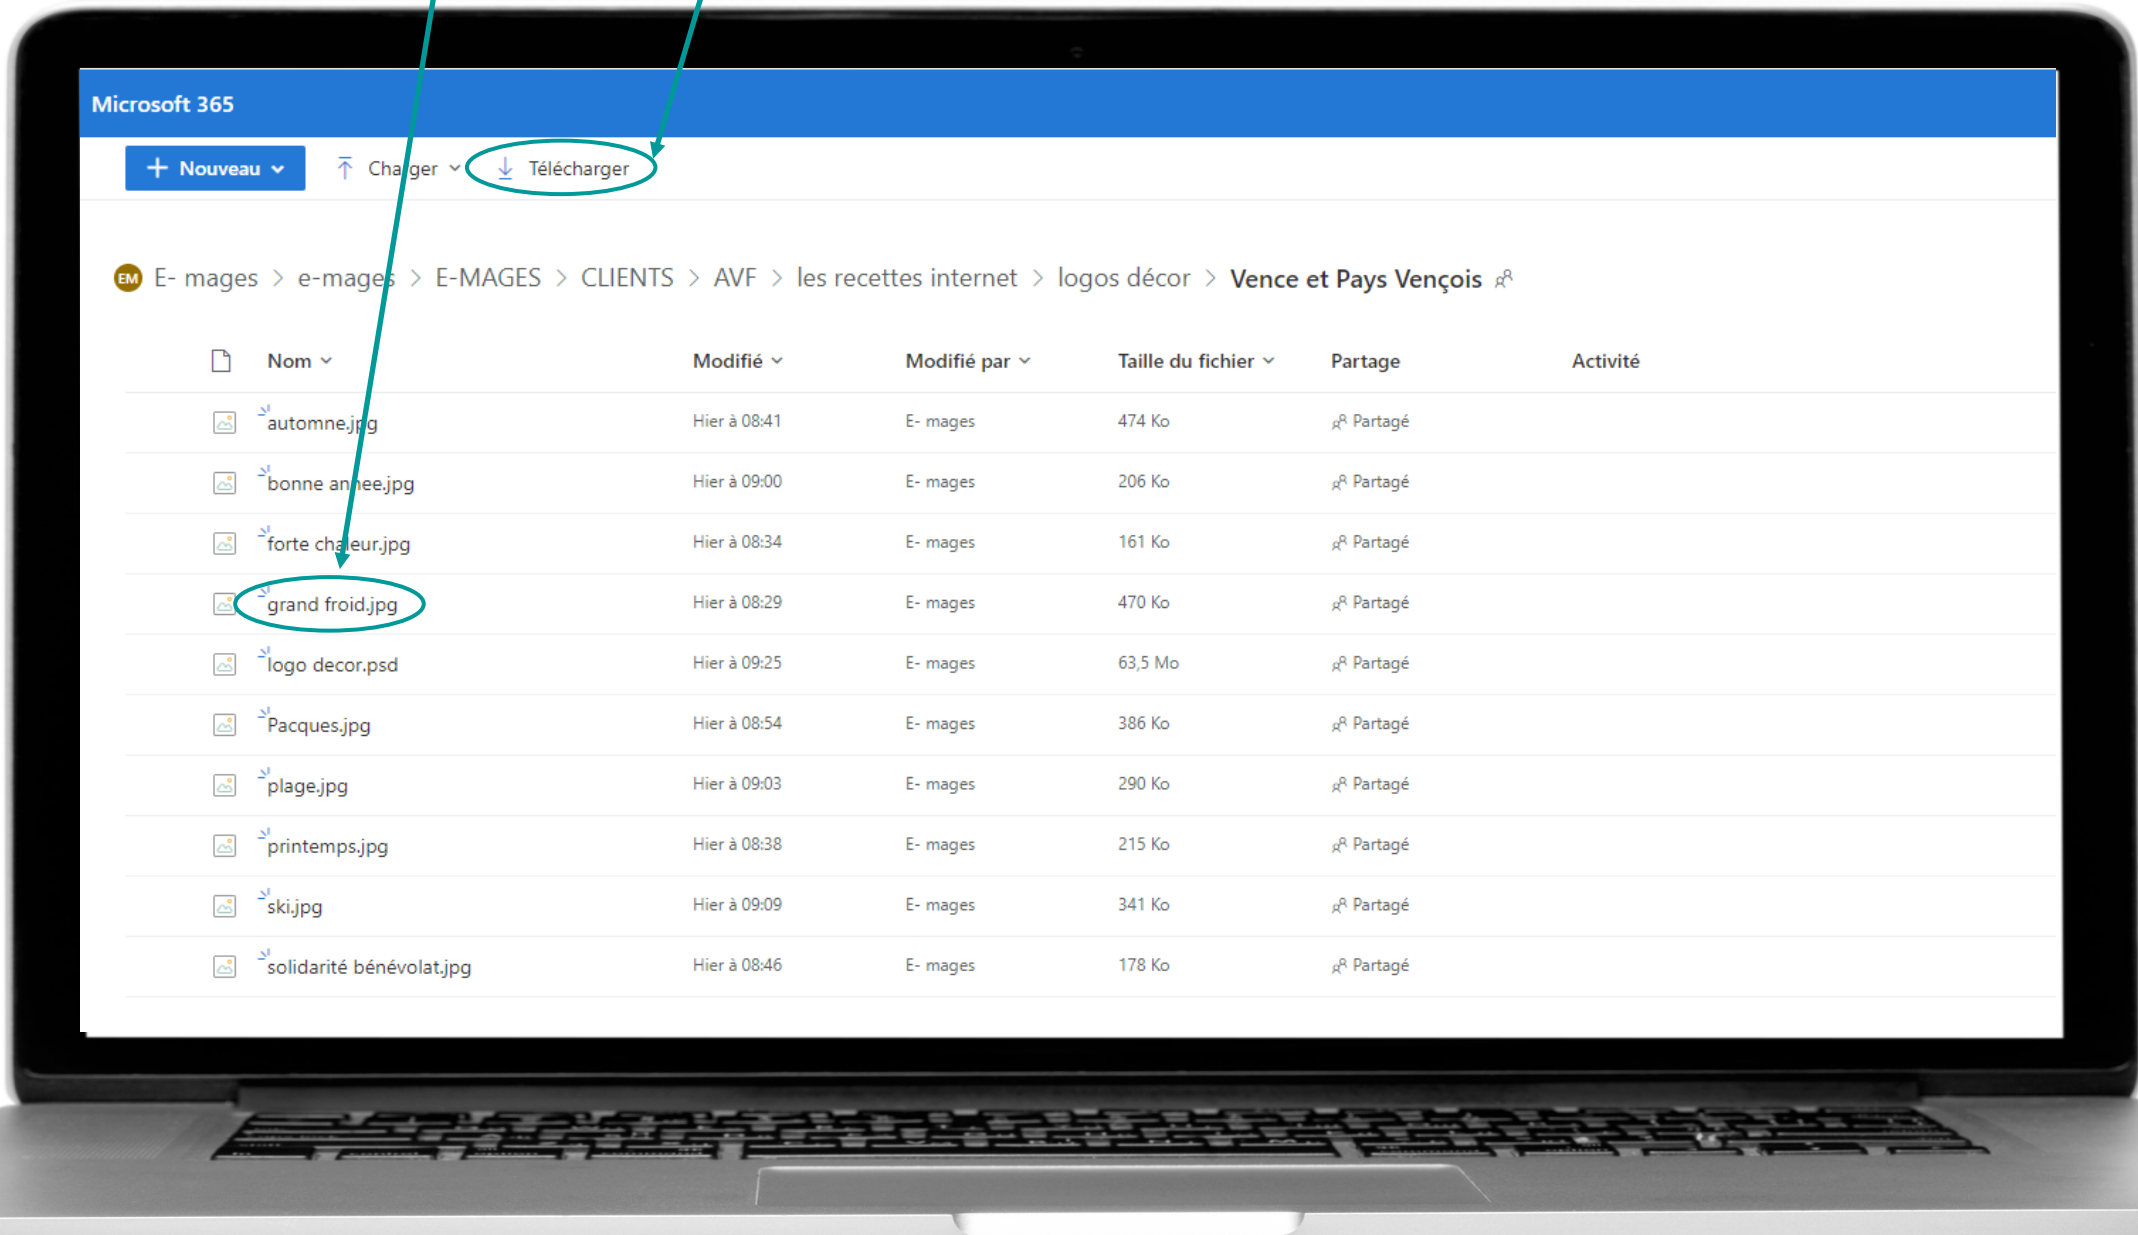 Microsoft 365
Nouveau Charger Télécharger
EM E- mages > e-mages > E-MAGES > CLIENTS > AVF > les recettes internet > logos décor > Vence et Pays Vençois
Nom Modifié Modifié par Taille du fichier Partage Activité
automne.jpg Hier à 08:41 E- mages 474 Ko Partagé
bonne annee.jpg Hier à 09:00 E- mages 206 Ko Partagé
forte chaleur.jpg Hier à 08:34 E- mages 161 Ko Partagé
grand froid.jpg Hier à 08:29 E- mages 470 Ko Partagé
logo decor.psd Hier à 09:25 E- mages 63,5 Mo Partagé
Pacques.jpg Hier à 08:54 E- mages 386 Ko Partagé
plage.jpg Hier à 09:03 E- mages 290 Ko Partagé
printemps.jpg Hier à 08:38 E- mages 215 Ko Partagé
ski.jpg Hier à 09:09 E- mages 341 Ko Partagé
solidarité bénévolat.jpg Hier à 08:46 E- mages 178 Ko Partagé